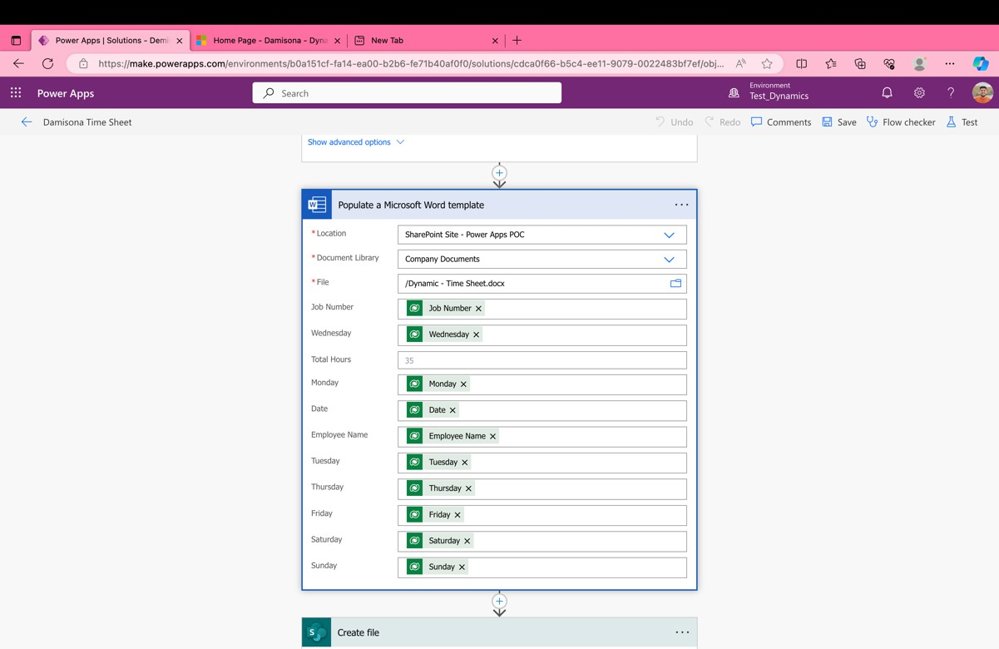 Power Apps | Solutions - Demi
Home Page - Damisona - Dyna
New Tab
https://make.powerapps.com/environments/b0a151cf-fa14-ea00-b2b6-fe71b40af0f0/solutions/cdca0f66-b5c4-ee11-9079-0022483bf7ef/obj...
Power Apps
Search
Environment
Test_Dynamics
Damisona Time Sheet
Undo
Redo
Comments
Save
Flow checker
Test
Show advanced options
Populate a Microsoft Word template
* Location
SharePoint Site - Power Apps POC
* Document Library
Company Documents
* File
/Dynamic - Time Sheet.docx
Job Number
Job Number
Wednesday
Wednesday
Total Hours
35
Monday
Monday
Date
Date
Employee Name
Employee Name
Tuesday
Tuesday
Thursday
Thursday
Friday
Friday
Saturday
Saturday
Sunday
Sunday
Create file